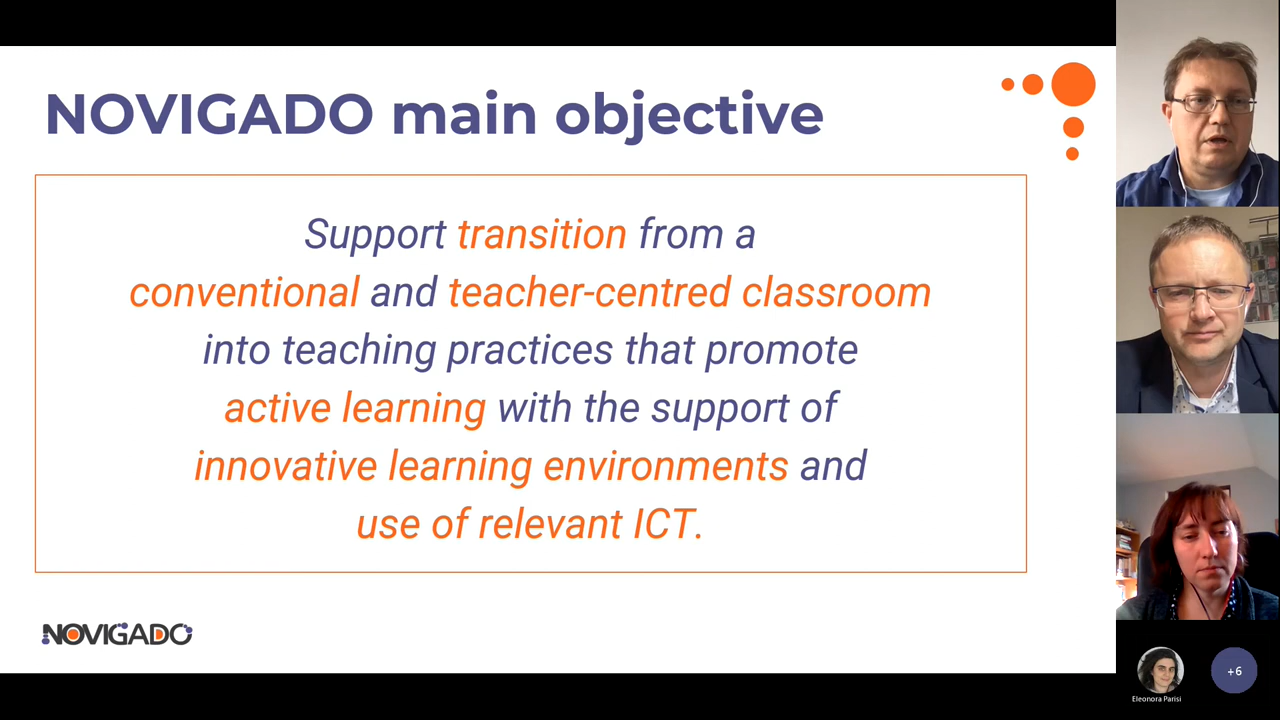 NOVIGADO main objective
Support transition from a
conventional and teacher-centred classroom
into teaching practices that promote
active learning with the support of
innovative learning environments and
use of relevant ICT.
NOVIGADO
Eleonora Parisi
+6